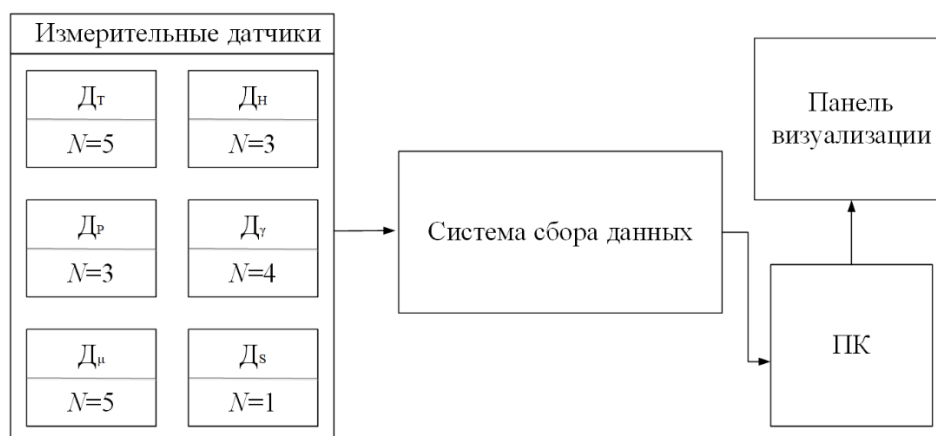 Измерительные датчики
Дт
N=5
Дн
N=3
Др
N=3
Дγ
N=4
Дμ
N=5
Дs
N=1
Система сбора данных
Панель
визуализации
ПК